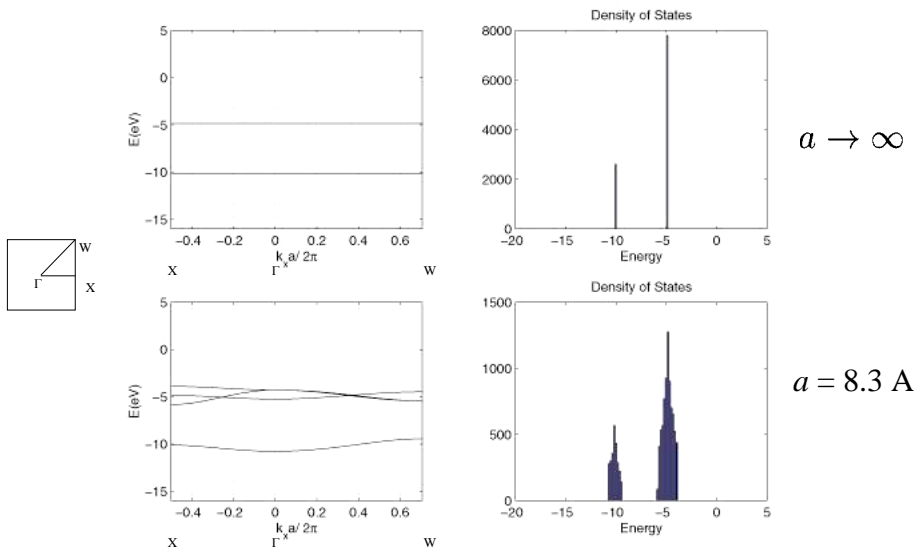 Density of States
5
0
−5
−10
−15
E(eV)
−0.4 −0.2 0 0.2 0.4 0.6
kₓa/ 2π
X Γ W
8000
6000
4000
2000
0
−20 −15 −10 −5 0 5
Energy
a → ∞
W
Γ X
Density of States
5
0
−5
−10
−15
E(eV)
−0.4 −0.2 0 0.2 0.4 0.6
kₓa/ 2π
X Γ W
1500
1000
500
0
−20 −15 −10 −5 0 5
Energy
a = 8.3 A